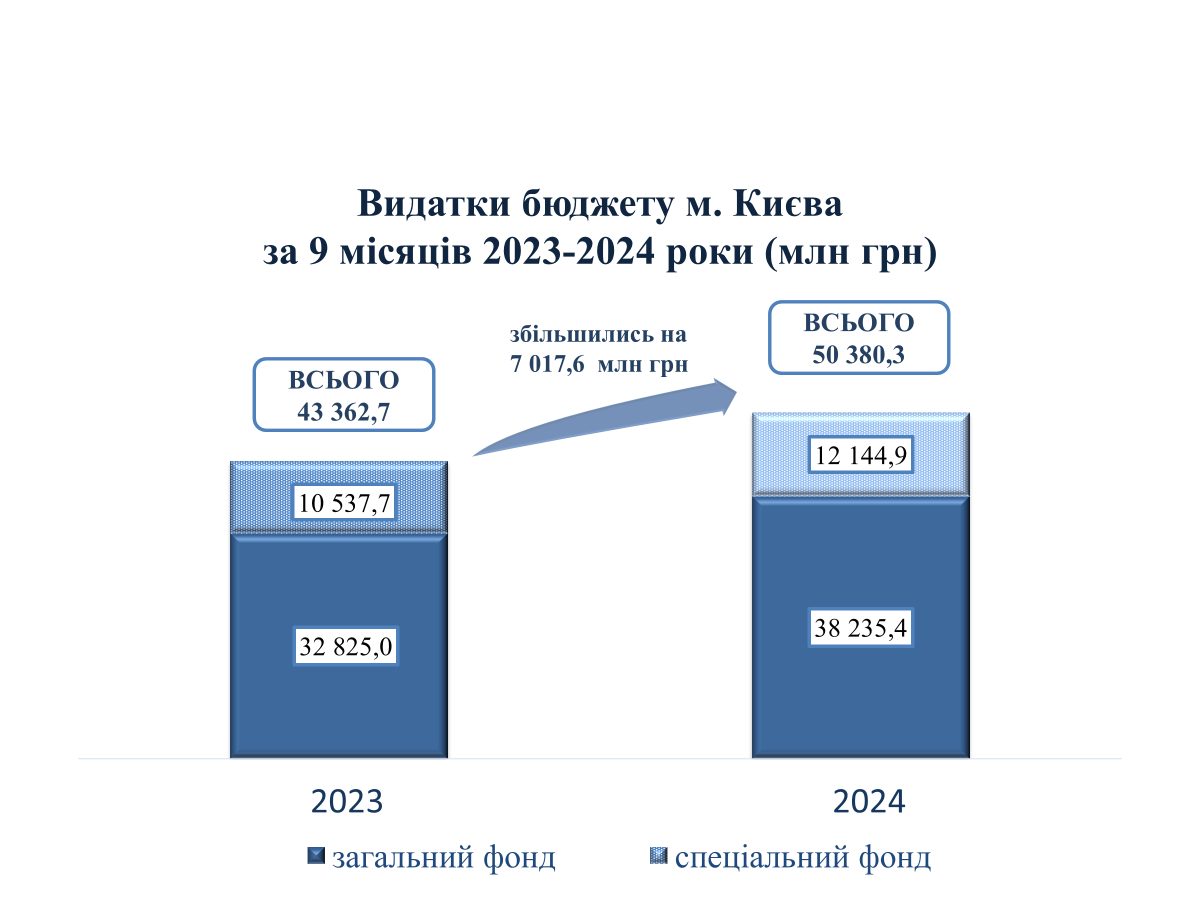 Видатки бюджету м. Києва
за 9 місяців 2023-2024 роки (млн грн)
збільшились на
7 017,6 млн грн
ВСЬОГО
50 380,3
ВСЬОГО
43 362,7
12 144,9
10 537,7
38 235,4
32 825,0
2023
2024
загальний фонд
спеціальний фонд